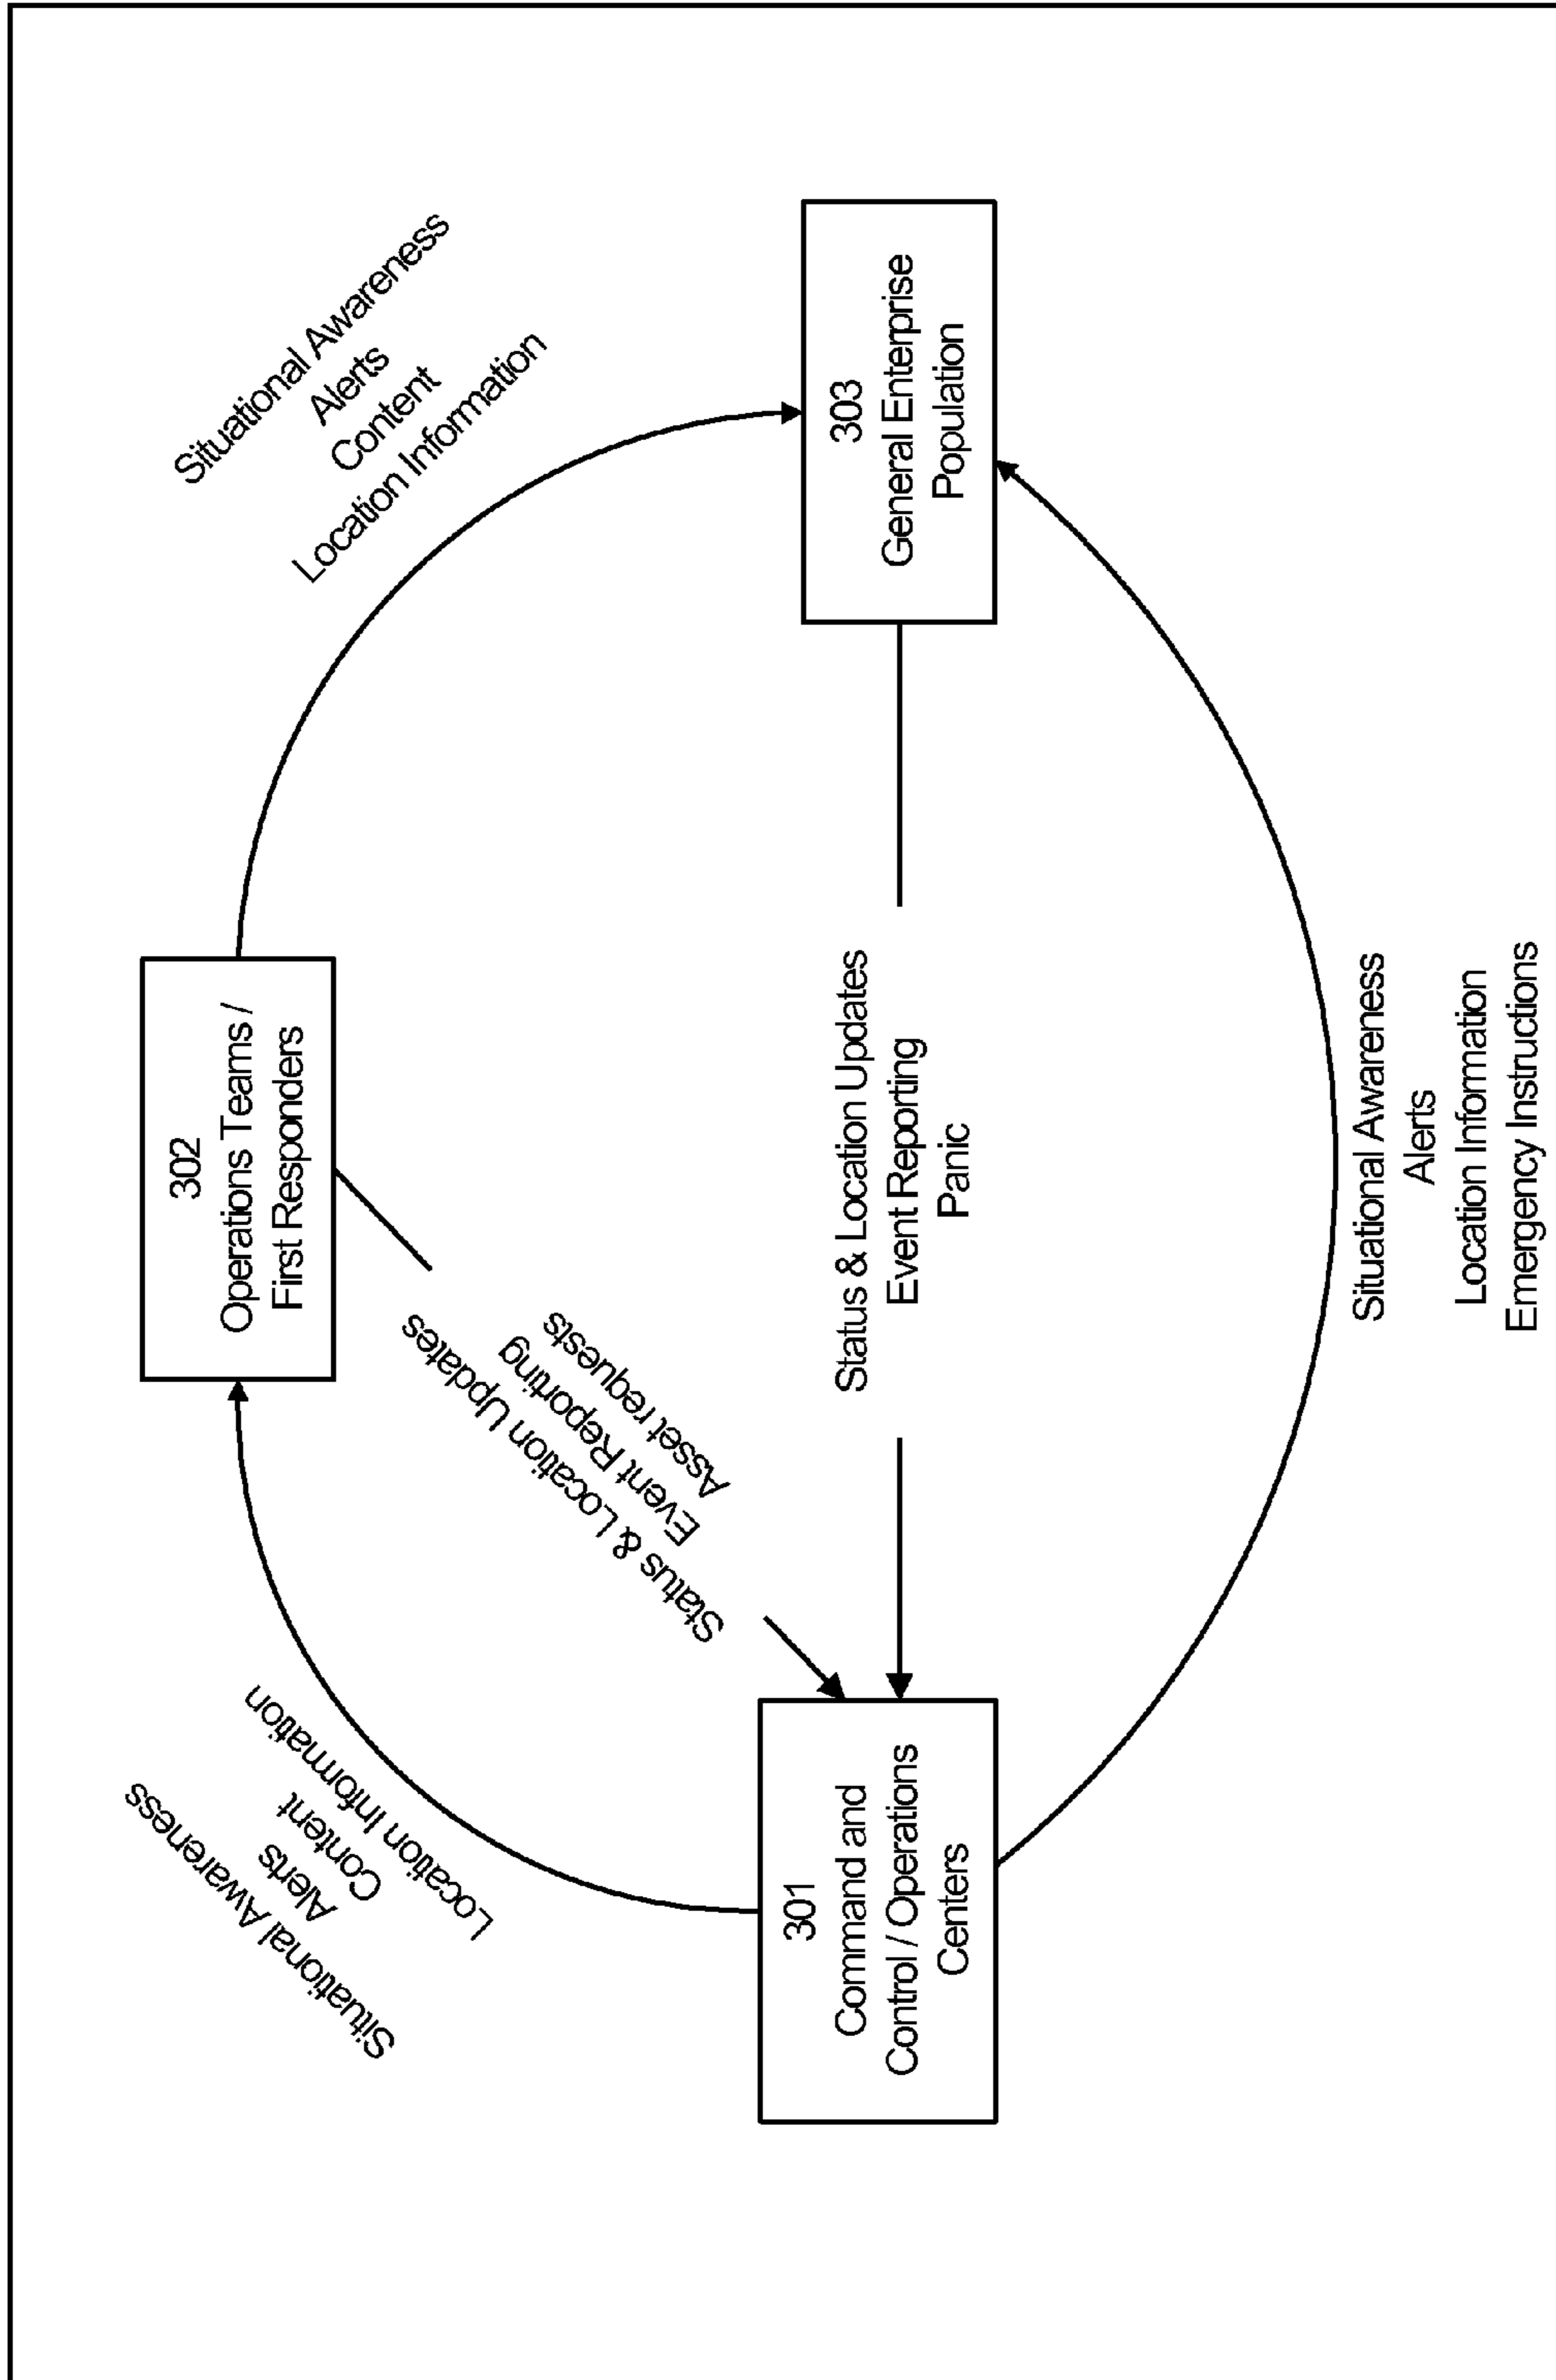 Situational Awareness
Alerts
Content
Location Information
302
Operations Teams /
First Responders
Situational Awareness
Alerts
Content
Location Information
Status & Location Updates
Event Reporting
Asset requests
301
Command and
Control / Operations
Centers
Status & Location Updates
Event Reporting
Panic
303
General Enterprise
Population
Situational Awareness
Alerts
Location Information
Emergency Instructions